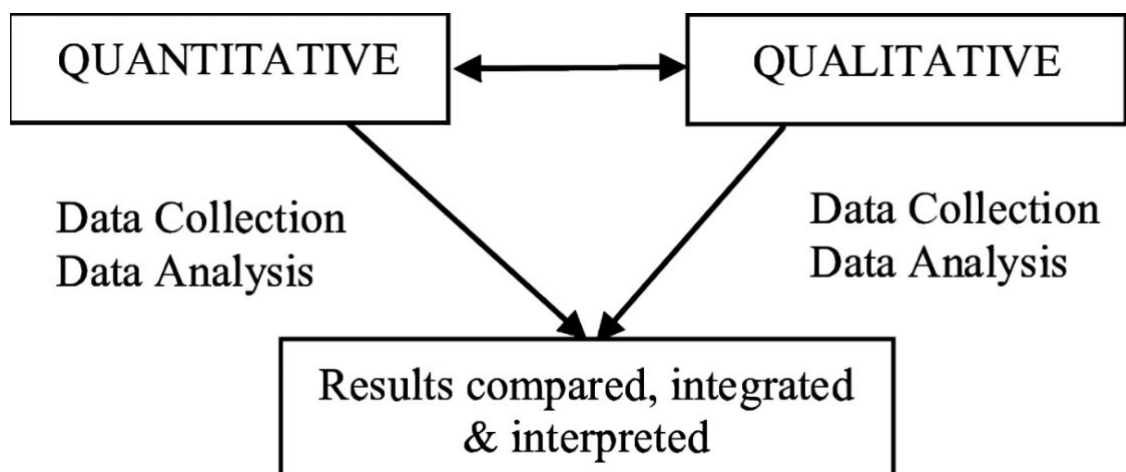 QUANTITATIVE
QUALITATIVE
Data Collection
Data Analysis
Data Collection
Data Analysis
Results compared, integrated
& interpreted